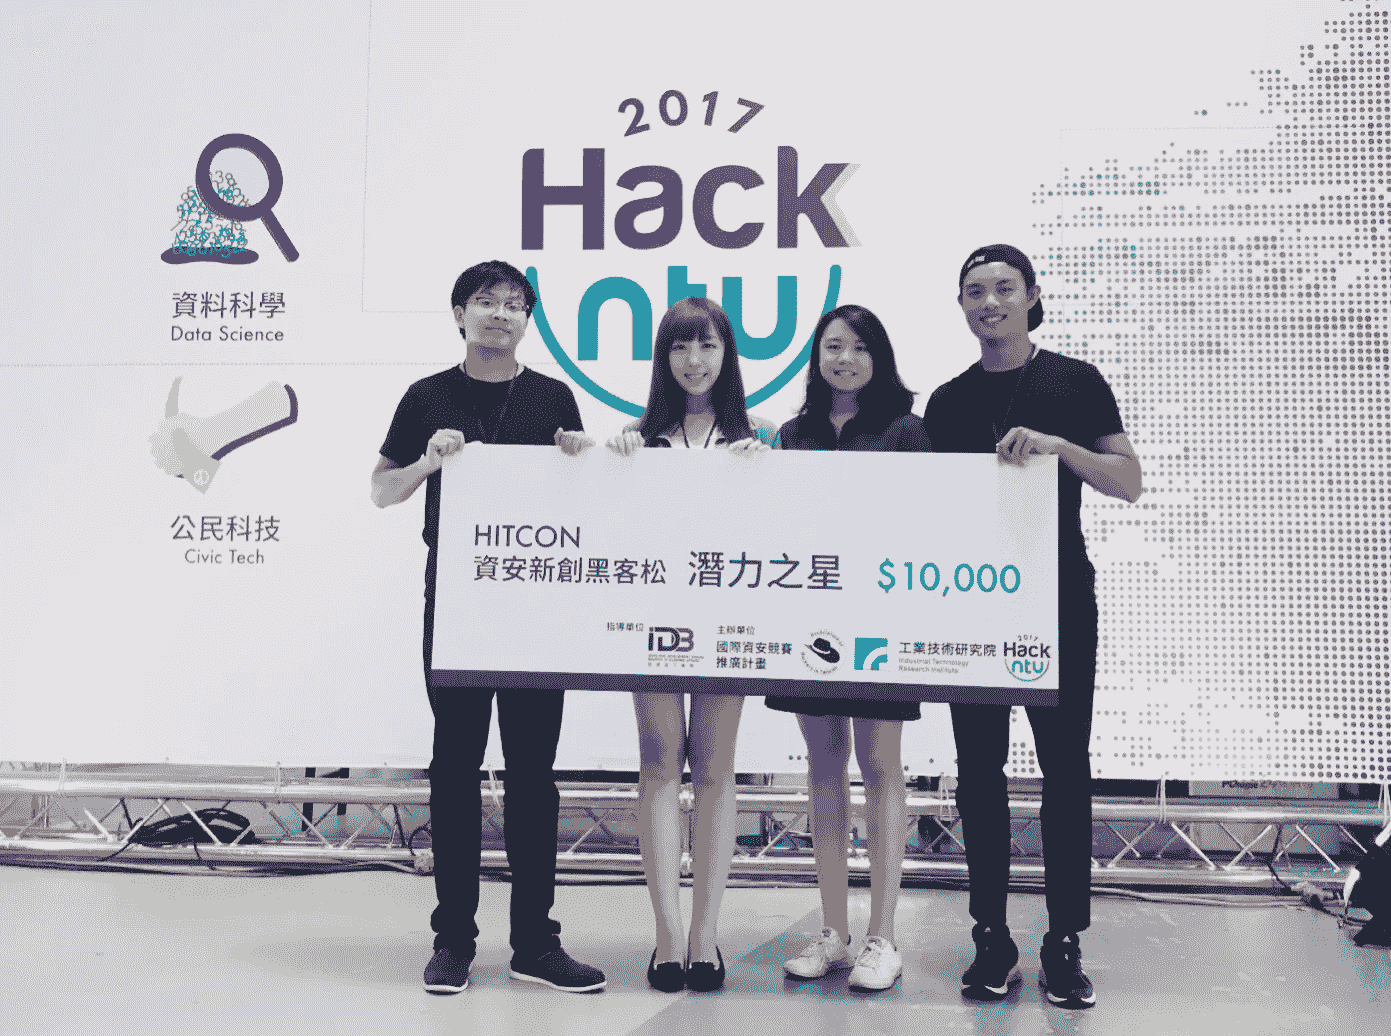 2017
Hack
ntu
資料科學
Data Science
公民科技
Civic Tech
HITCON
資安新創黑客松 潛力之星 $10,000
指導單位
IDB
主辦單位
國際資安競賽
推廣計畫
工業技術研究院
Industrial Technology
Research Institute
2017
Hack
ntu